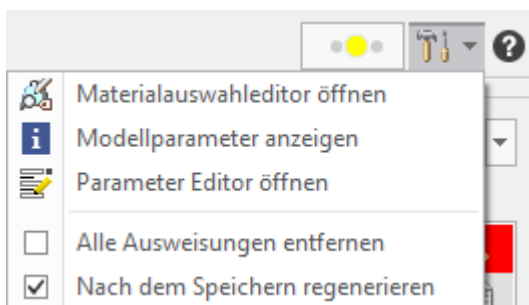 Materialauswahleditor öffnen
Modellparameter anzeigen
Parameter Editor öffnen
Alle Ausweisungen entfernen
Nach dem Speichern regenerieren